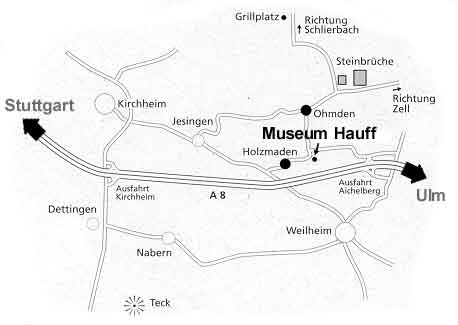 Grillplatz
Richtung
Schlierbach
Steinbrüche
Stuttgart
Kirchheim
Richtung
Zell
Jesingen
Ohmden
Museum Hauff
Holzmaden
Ausfahrt
Kirchheim
A 8
Ausfahrt
Aichelberg
Ulm
Dettingen
Weilheim
Nabern
Teck